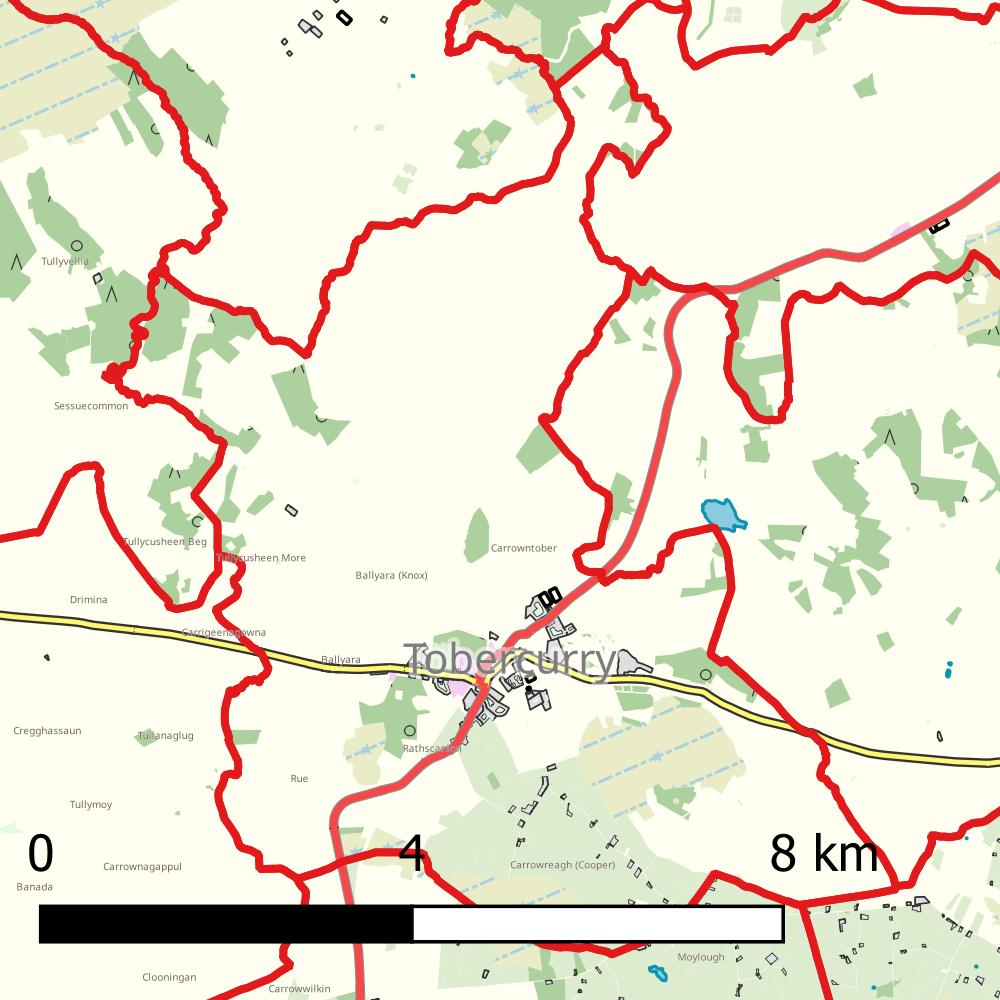 Tullyvellia
Sessuecommon
Tullycusheen Beg
Tullycusheen More
Carrowntober
Ballyara (Knox)
Drimina
Carrigeenagowna
Ballyara
Tobercurry
Cregghassaun
Tullanaglug
Rathscanlon
Rue
Tullymoy
0 4 8 km
Carrownagappul
Carrowreagh (Cooper)
Banada
Moylough
Clooningan
Carrowwilkin